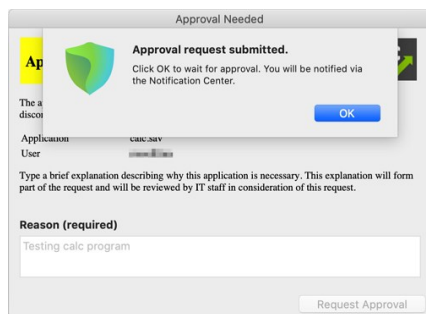 Approval Needed
Ap
Approval request submitted.
Click OK to wait for approval. You will be notified via
the Notification Center.
OK
The a
discon
Application calc.sav
User
Type a brief explanation describing why this application is necessary. This explanation will form
part of the request and will be reviewed by IT staff in consideration of this request.
Reason (required)
Testing calc program
Request Approval